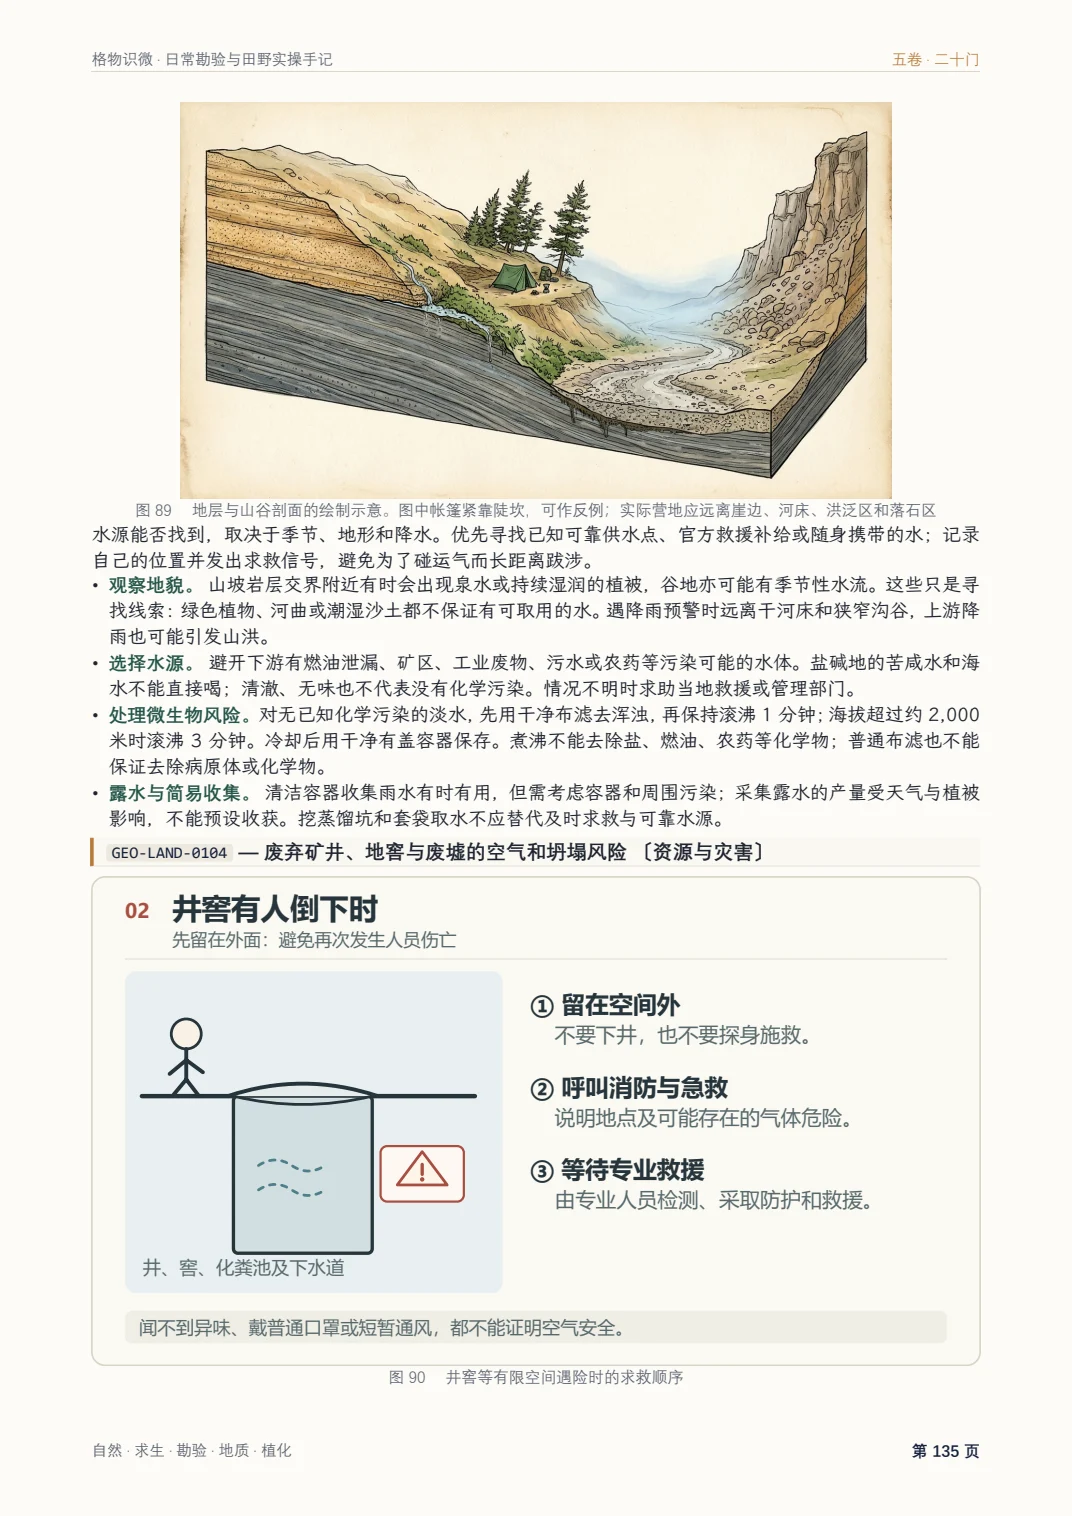 格物识微 · 日常勘验与田野实操手记
五卷 · 二十门
图 89 地层与山谷剖面的绘制示意。图中帐篷紧靠陡坎，可作反例；实际营地应远离崖边、河床、洪泛区和落石区
水源能否找到，取决于季节、地形和降水。优先寻找已知可靠供水点、官方救援补给或随身携带的水；记录
自己的位置并发出求救信号，避免为了碰运气而长距离跋涉。
• 观察地貌。 山坡岩层交界附近有时会出现泉水或持续湿润的植被，谷地亦可能有季节性水流。这些只是寻
找线索：绿色植物、河曲或潮湿沙土都不保证有可取用的水。遇降雨预警时远离干河床和狭窄沟谷，上游降
雨也可能引发山洪。
• 选择水源。 避开下游有燃油泄漏、矿区、工业废物、污水或农药等污染可能的水体。盐碱地的苦咸水和海
水不能直接喝；清澈、无味也不代表没有化学污染。情况不明时求助当地救援或管理部门。
• 处理微生物风险。对无已知化学污染的淡水，先用干净布滤去浑浊，再保持滚沸 1 分钟；海拔超过约 2,000
米时滚沸 3 分钟。冷却后用干净有盖容器保存。煮沸不能去除盐、燃油、农药等化学物；普通布滤也不能
保证去除病原体或化学物。
• 露水与简易收集。 清洁容器收集雨水有时有用，但需考虑容器和周围污染；采集露水的产量受天气与植被
影响，不能预设收获。挖蒸馏坑和套袋取水不应替代及时求救与可靠水源。
GEO-LAND-0104 — 废弃矿井、地窖与废墟的空气和坍塌风险 〔资源与灾害〕
02 井窖有人倒下时
先留在外面：避免再次发生人员伤亡
① 留在空间外
不要下井，也不要探身施救。
② 呼叫消防与急救
说明地点及可能存在的气体危险。
③ 等待专业救援
由专业人员检测、采取防护和救援。
井、窖、化粪池及下水道
闻不到异味、戴普通口罩或短暂通风，都不能证明空气安全。
图 90 井窖等有限空间遇险时的求救顺序
自然 · 求生 · 勘验 · 地质 · 植化
第 135 页